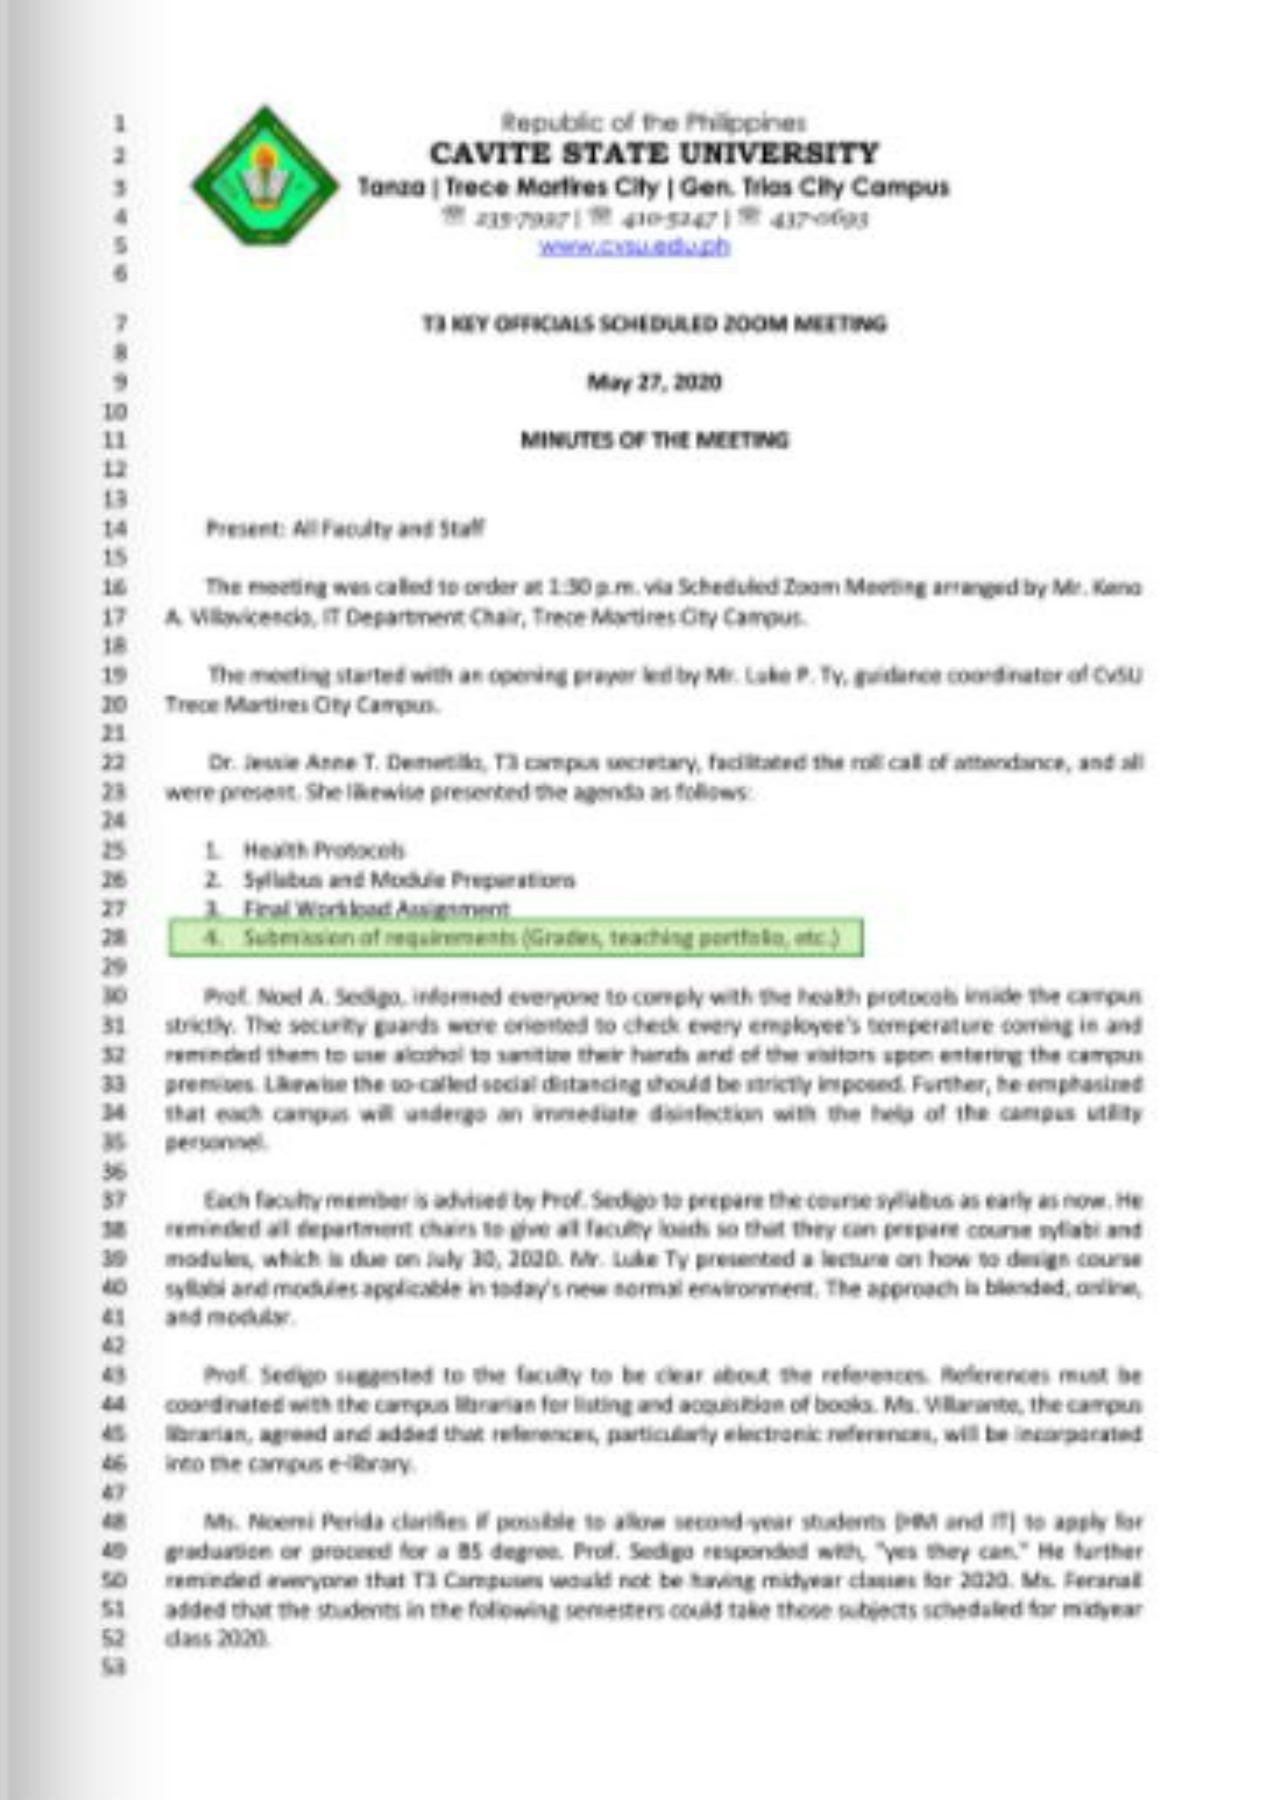 1 Republic of the Philippines
2 CAVITE STATE UNIVERSITY
3 Tanza | Trece Martires City | Gen. Trias City Campus
4 ☏ | ☏ 410-5247 | ☏ 437-0693
5 www.cvsu.edu.ph
6
7 T3 KEY OFFICIALS SCHEDULED ZOOM MEETING
8
9 May 27, 2020
10
11 MINUTES OF THE MEETING
12
13
14 Present: All Faculty and Staff
15
16 The meeting was called to order at 1:30 p.m. via Scheduled Zoom Meeting arranged by Mr. Keno
17 A. Villavicencio, IT Department Chair, Trece Martires City Campus.
18
19 The meeting started with an opening prayer led by Mr. Luke P. Ty, guidance coordinator of CvSU
20 Trece Martires City Campus.
21
22 Dr. Jessie Anne T. Demetillo, T3 campus secretary, facilitated the roll call of attendance, and all
23 were present. She likewise presented the agenda as follows:
24
25 1. Health Protocols
26 2. Syllabus and Module Preparations
27 3. Final Workload Assignment
28 4. Submission of requirements (Grades, teaching portfolio, etc.)
29
30 Prof. Noel A. Sedigo, informed everyone to comply with the health protocols inside the campus
31 strictly. The security guards were oriented to check every employee's temperature coming in and
32 reminded them to use alcohol to sanitize their hands and of the visitors upon entering the campus
33 premises. Likewise the so-called social distancing should be strictly imposed. Further, he emphasized
34 that each campus will undergo an immediate disinfection with the help of the campus utility
35 personnel.
36
37 Each faculty member is advised by Prof. Sedigo to prepare the course syllabus as early as now. He
38 reminded all department chairs to give all faculty loads so that they can prepare course syllabi and
39 modules, which is due on July 30, 2020. Mr. Luke Ty presented a lecture on how to design course
40 syllabi and modules applicable in today's new normal environment. The approach is blended, online,
41 and modular.
42
43 Prof. Sedigo suggested to the faculty to be clear about the references. References must be
44 coordinated with the campus librarian for listing and acquisition of books. Ms. Villarante, the campus
45 librarian, agreed and added that references, particularly electronic references, will be incorporated
46 into the campus e-library.
47
48 Ms. Noemi Perida clarifies if possible to allow second-year students (HM and IT) to apply for
49 graduation or proceed for a BS degree. Prof. Sedigo responded with, "yes they can." He further
50 reminded everyone that T3 Campuses would not be having midyear classes for 2020. Ms. Feranail
51 added that the students in the following semesters could take those subjects scheduled for midyear
52 class 2020.
53